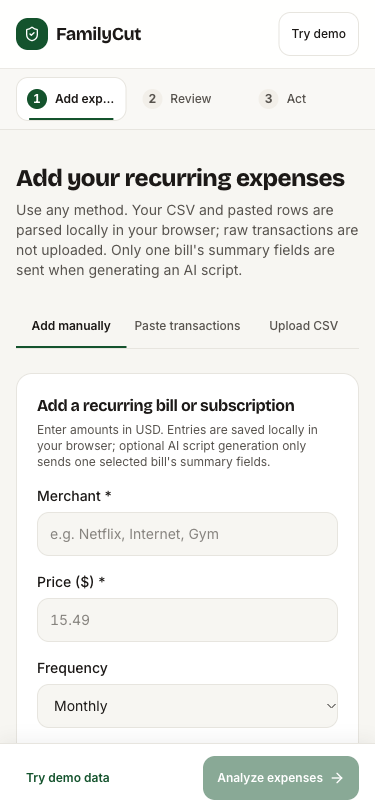 FamilyCut
Try demo
1 Add exp...
2 Review
3 Act
Add your recurring expenses
Use any method. Your CSV and pasted rows are
parsed locally in your browser; raw transactions are
not uploaded. Only one bill's summary fields are
sent when generating an AI script.
Add manually
Paste transactions
Upload CSV
Add a recurring bill or subscription
Enter amounts in USD. Entries are saved locally in
your browser; optional AI script generation only
sends one selected bill's summary fields.
Merchant *
e.g. Netflix, Internet, Gym
Price ($) *
15.49
Frequency
Monthly
Try demo data
Analyze expenses